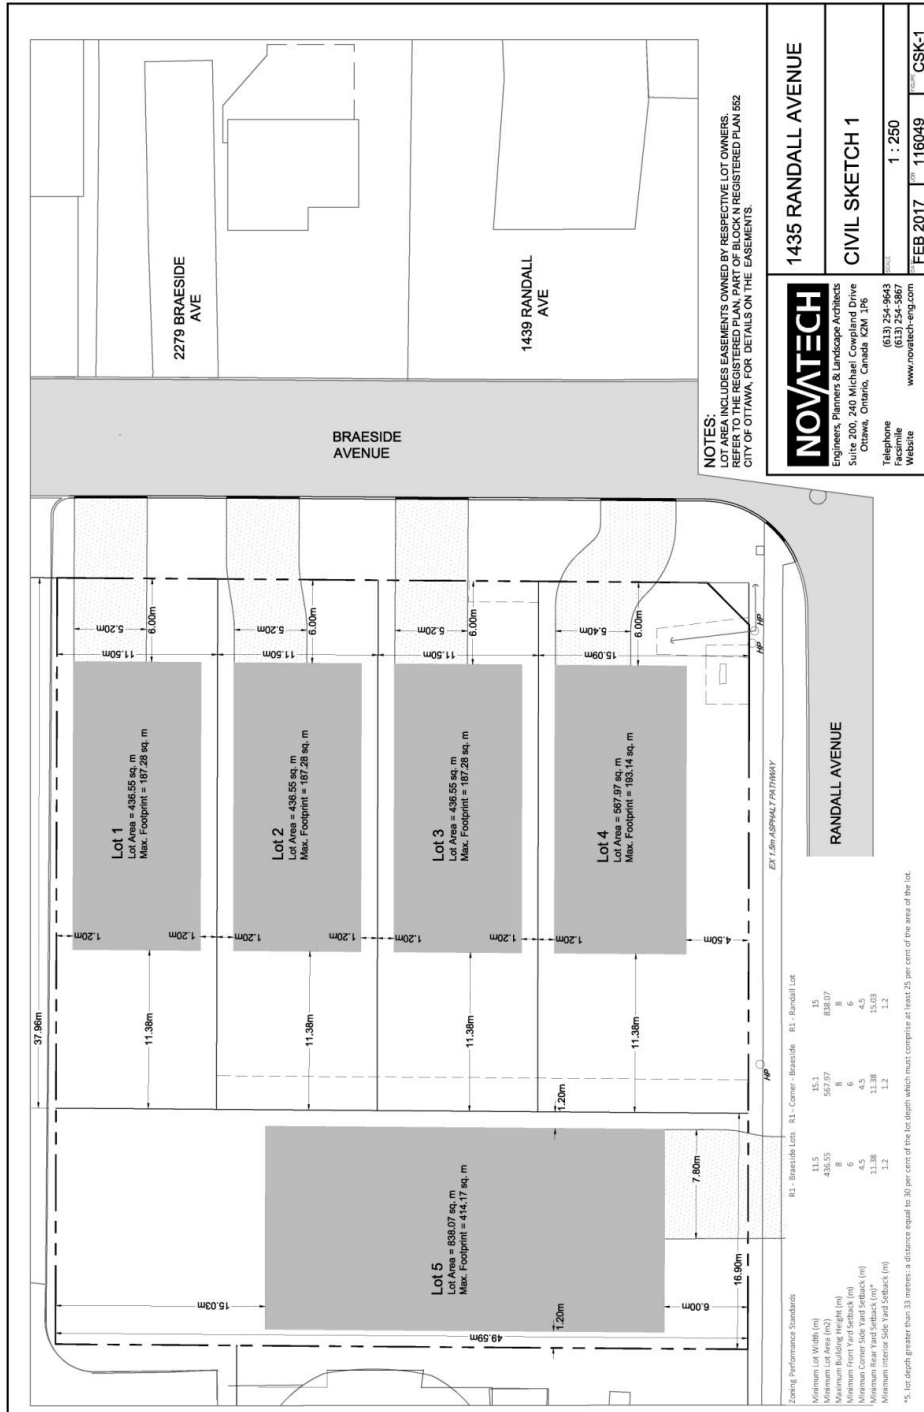 2279 BRAESIDE
AVE
1439 RANDALL
AVE
BRAESIDE
AVENUE
37.96m
5.20m
6.00m
11.50m
5.20m
6.00m
11.50m
5.20m
6.00m
11.50m
5.40m
6.00m
15.09m
Lot 1
Lot Area = 436.55 sq. m
Max. Footprint = 187.28 sq. m
Lot 2
Lot Area = 436.55 sq. m
Max. Footprint = 187.28 sq. m
Lot 3
Lot Area = 436.55 sq. m
Max. Footprint = 187.28 sq. m
Lot 4
Lot Area = 567.97 sq. m
Max. Footprint = 193.14 sq. m
1.20m
1.20m
1.20m
1.20m
1.20m
1.20m
1.20m
4.50m
11.38m
11.38m
11.38m
11.38m
1.20m
Lot 5
Lot Area = 838.07 sq. m
Max. Footprint = 414.17 sq. m
15.03m
49.59m
1.20m
6.00m
7.80m
16.90m
HP
HP
HP
EX 1.5m ASPHALT PATHWAY
RANDALL AVENUE
NOTES:
LOT AREA INCLUDES EASEMENTS OWNED BY RESPECTIVE LOT OWNERS.
REFER TO THE REGISTERED PLAN, PART OF BLOCK N REGISTERED PLAN 552
CITY OF OTTAWA, FOR DETAILS ON THE EASEMENTS.
Zoning Performance Standards R1 - Braeside Lots R1 - Corner - Braeside R1 - Randall Lot
Minimum Lot Width (m) 11.5 15.1 15
Minimum Lot Area (m2) 436.55 567.97 838.07
Maximum Building Height (m) 8 8 8
Minimum Front Yard Setback (m) 6 6 6
Minimum Corner Side Yard Setback (m) 4.5 4.5 4.5
Minimum Rear Yard Setback (m)* 11.38 11.38 15.03
Minimum Interior Side Yard Setback (m) 1.2 1.2 1.2
*5. lot depth greater than 33 metres: a distance equal to 30 per cent of the lot depth which must comprise at least 25 per cent of the area of the lot.
NOVATECH
Engineers, Planners & Landscape Architects
Suite 200, 240 Michael Cowpland Drive
Ottawa, Ontario, Canada K2M 1P6
Telephone (613) 254-9643
Facsimile (613) 254-5867
Website www.novatech-eng.com
1435 RANDALL AVENUE
CIVIL SKETCH 1
SCALE
1 : 250
DATE
FEB 2017
JOB
116049
FIGURE
CSK-1